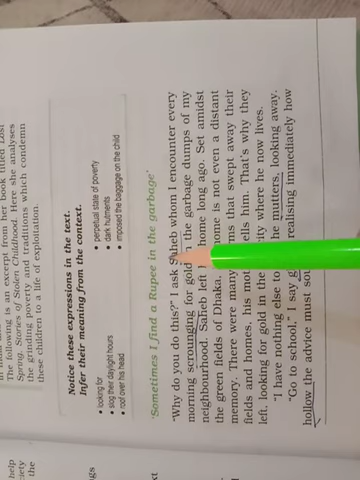 The following is an excerpt from her book titled Lost
Spring, Stories of Stolen Childhood. Here she analyses
the grinding poverty and traditions which condemn
these children to a life of exploitation.
Notice these expressions in the text.
Infer their meaning from the context.
• looking for
• slog their daylight hours
• roof over his head
• perpetual state of poverty
• dark hutments
• imposed the baggage on the child
'Sometimes I find a Rupee in the garbage'
"Why do you do this?" I ask Saheb whom I encounter every
morning scrounging for gold in the garbage dumps of my
neighbourhood. Saheb left home long ago. Set amidst
the green fields of Dhaka, home is not even a distant
memory. There were many that swept away their
fields and homes, his tells him. That's why they
left, looking for gold in the where he now lives.
"I have nothing else to he mutters, looking away.
"Go to school," I say realising immediately how
hollow the advice must
help
the